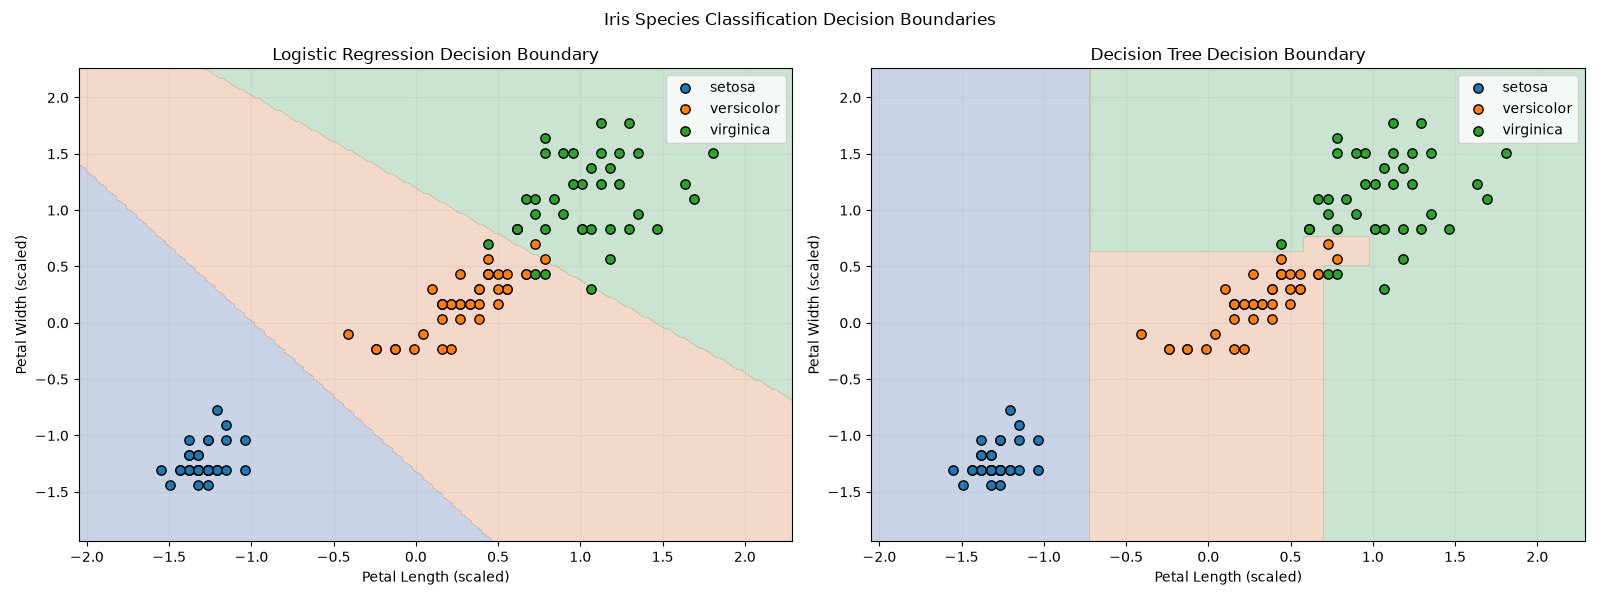 Iris Species Classification Decision Boundaries
Logistic Regression Decision Boundary
setosa
versicolor
virginica
2.0
1.5
1.0
0.5
0.0
−0.5
−1.0
−1.5
Petal Width (scaled)
−2.0 −1.5 −1.0 −0.5 0.0 0.5 1.0 1.5 2.0
Petal Length (scaled)
Decision Tree Decision Boundary
setosa
versicolor
virginica
2.0
1.5
1.0
0.5
0.0
−0.5
−1.0
−1.5
Petal Width (scaled)
−2.0 −1.5 −1.0 −0.5 0.0 0.5 1.0 1.5 2.0
Petal Length (scaled)